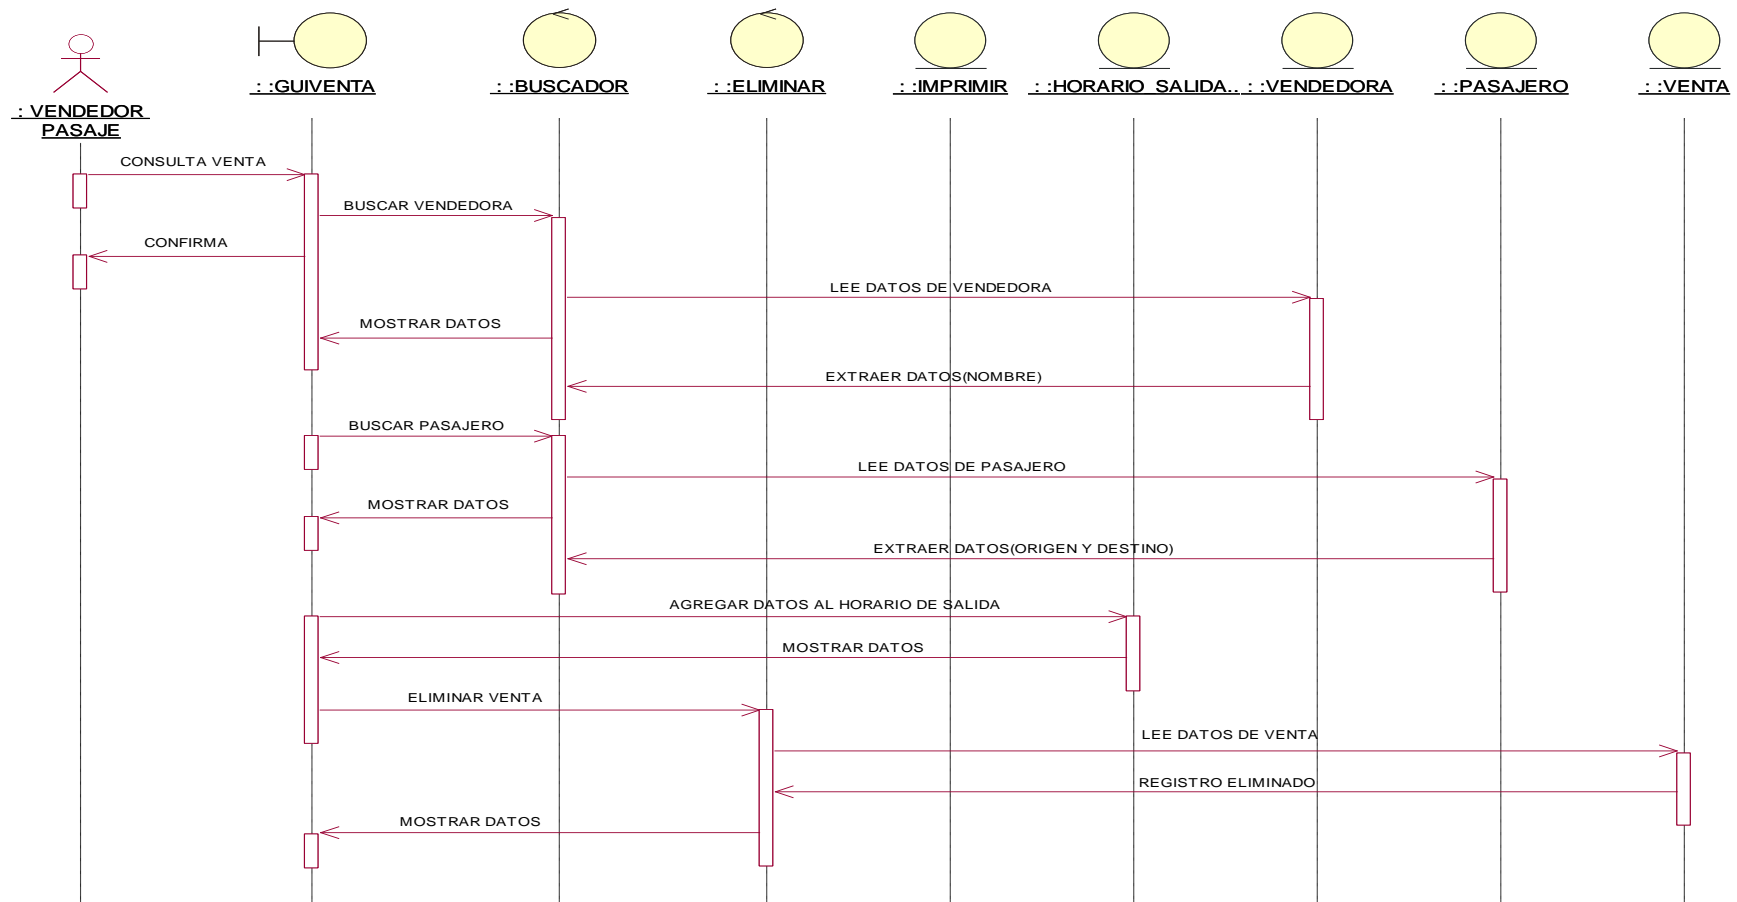 : :GUIVENTA
: :BUSCADOR
: :ELIMINAR
: :IMPRIMIR
: :HORARIO SALIDA..
: :VENDEDORA
: :PASAJERO
: :VENTA
: VENDEDOR
PASAJE
CONSULTA VENTA
BUSCAR VENDEDORA
CONFIRMA
LEE DATOS DE VENDEDORA
MOSTRAR DATOS
EXTRAER DATOS(NOMBRE)
BUSCAR PASAJERO
LEE DATOS DE PASAJERO
MOSTRAR DATOS
EXTRAER DATOS(ORIGEN Y DESTINO)
AGREGAR DATOS AL HORARIO DE SALIDA
MOSTRAR DATOS
ELIMINAR VENTA
LEE DATOS DE VENTA
REGISTRO ELIMINADO
MOSTRAR DATOS